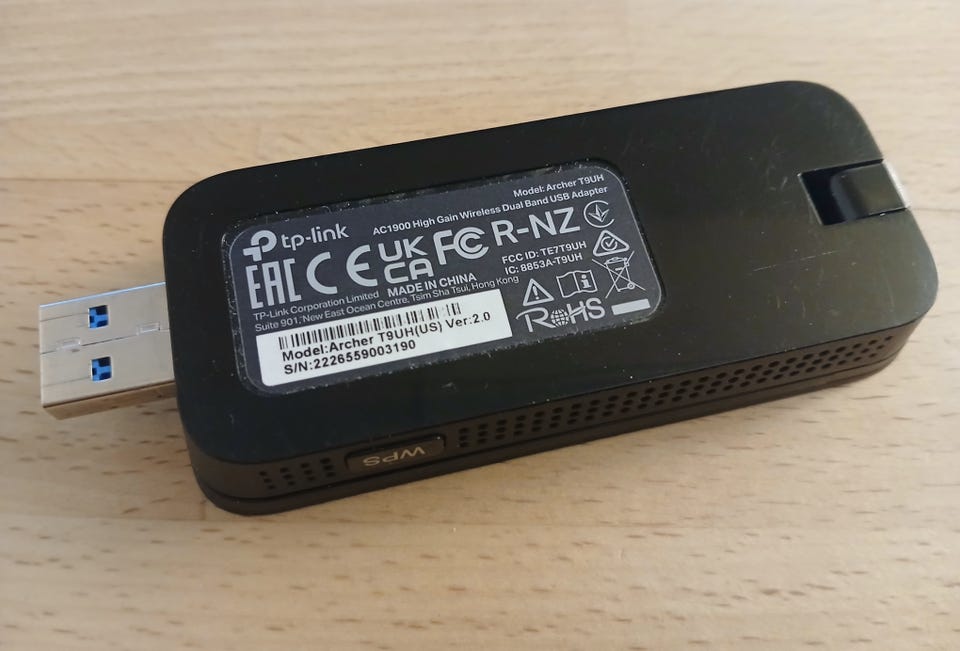 Model: Archer T9UH
tp-link
AC1900 High Gain Wireless Dual Band USB Adapter
EAC CE UKCA FC R-NZ
FCC ID: TE7T9UH
IC: 8853A-T9UH
MADE IN CHINA
TP-Link Corporation Limited
Suite 901, New East Ocean Centre, Tsim Sha Tsui, Hong Kong
RoHS
Model:Archer T9UH(US) Ver:2.0
S/N:2226559003190
WPS